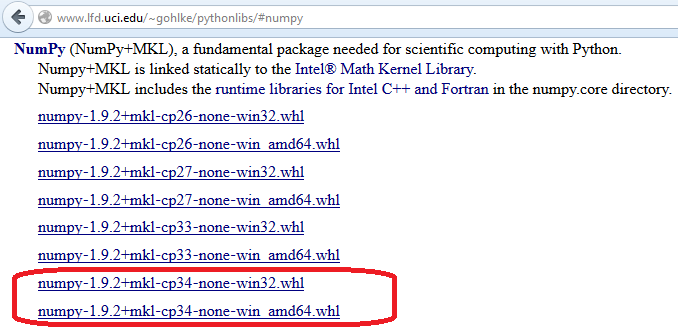 www.lfd.uci.edu/~gohlke/pythonlibs/#numpy
NumPy (NumPy+MKL), a fundamental package needed for scientific computing with Python.
Numpy+MKL is linked statically to the Intel® Math Kernel Library.
Numpy+MKL includes the runtime libraries for Intel C++ and Fortran in the numpy.core directory.
numpy-1.9.2+mkl-cp26-none-win32.whl
numpy-1.9.2+mkl-cp26-none-win_amd64.whl
numpy-1.9.2+mkl-cp27-none-win32.whl
numpy-1.9.2+mkl-cp27-none-win_amd64.whl
numpy-1.9.2+mkl-cp33-none-win32.whl
numpy-1.9.2+mkl-cp33-none-win_amd64.whl
numpy-1.9.2+mkl-cp34-none-win32.whl
numpy-1.9.2+mkl-cp34-none-win_amd64.whl